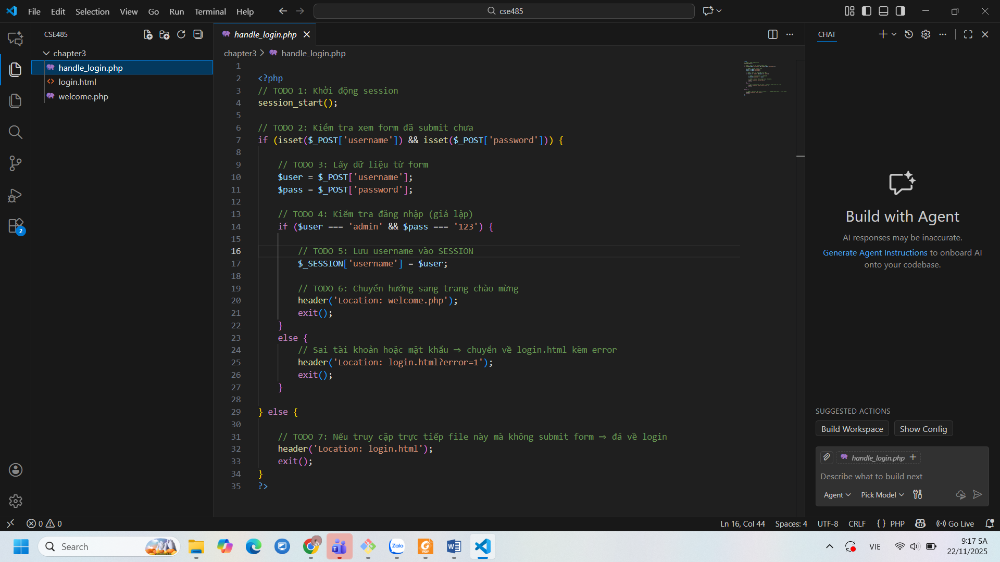 File Edit Selection View Go Run Terminal Help
cse485
CSE485
chapter3
handle_login.php
login.html
welcome.php
handle_login.php
chapter3 > handle_login.php
1
2 <?php
3 // TODO 1: Khởi động session
4 session_start();
5
6 // TODO 2: Kiểm tra xem form đã submit chưa
7 if (isset($_POST['username']) && isset($_POST['password'])) {
8
9 // TODO 3: Lấy dữ liệu từ form
10 $user = $_POST['username'];
11 $pass = $_POST['password'];
12
13 // TODO 4: Kiểm tra đăng nhập (giả lập)
14 if ($user === 'admin' && $pass === '123') {
15
16 // TODO 5: Lưu username vào SESSION
17 $_SESSION['username'] = $user;
18
19 // TODO 6: Chuyển hướng sang trang chào mừng
20 header('Location: welcome.php');
21 exit();
22 }
23 else {
24 // Sai tài khoản hoặc mật khẩu ⇒ chuyển về login.html kèm error
25 header('Location: login.html?error=1');
26 exit();
27 }
28
29 } else {
30
31 // TODO 7: Nếu truy cập trực tiếp file này mà không submit form ⇒ đá về login
32 header('Location: login.html');
33 exit();
34 }
35 ?>
CHAT
Build with Agent
AI responses may be inaccurate.
Generate Agent Instructions to onboard AI
onto your codebase.
SUGGESTED ACTIONS
Build Workspace Show Config
handle_login.php
Describe what to build next
Agent Pick Model
2
0 0
Ln 16, Col 44 Spaces: 4 UTF-8 CRLF { } PHP Go Live
Search
Zalo
PDF
VIE
9:17 SA
22/11/2025